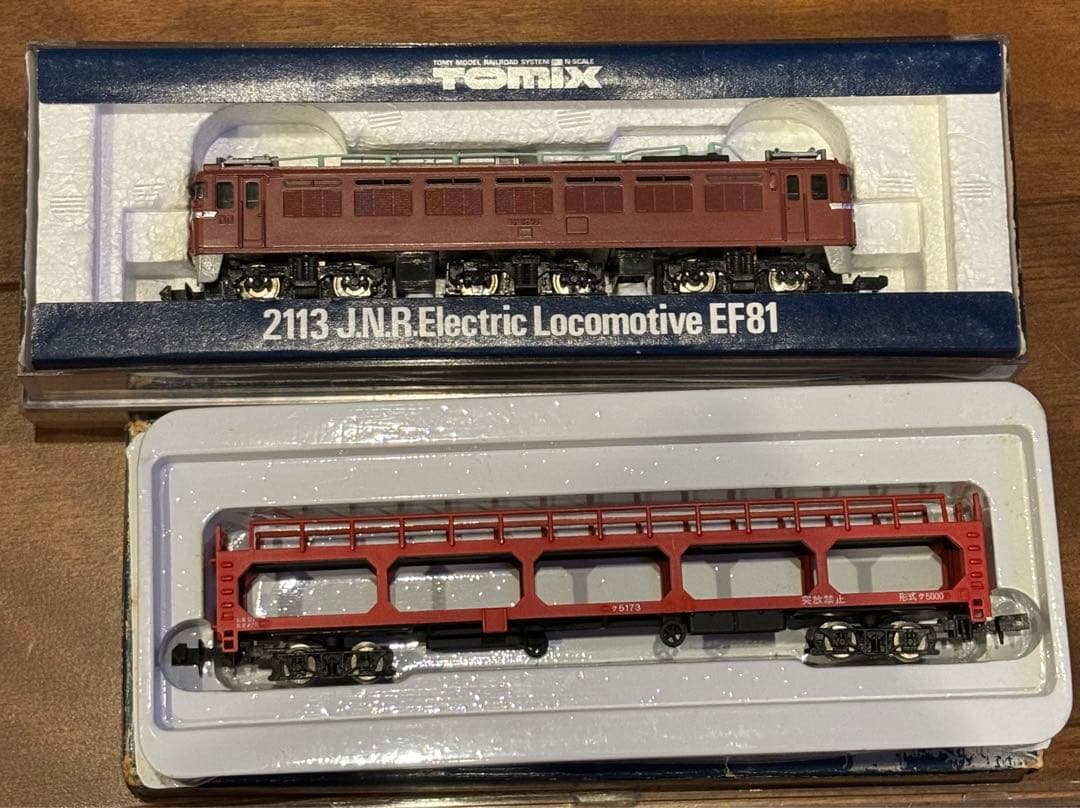 TOMY MODEL RAILROAD SYSTEM N-SCALE
TOMIX
2113 J.N.R.Electric Locomotive EF81
ク5173
突放禁止
形式ク5000